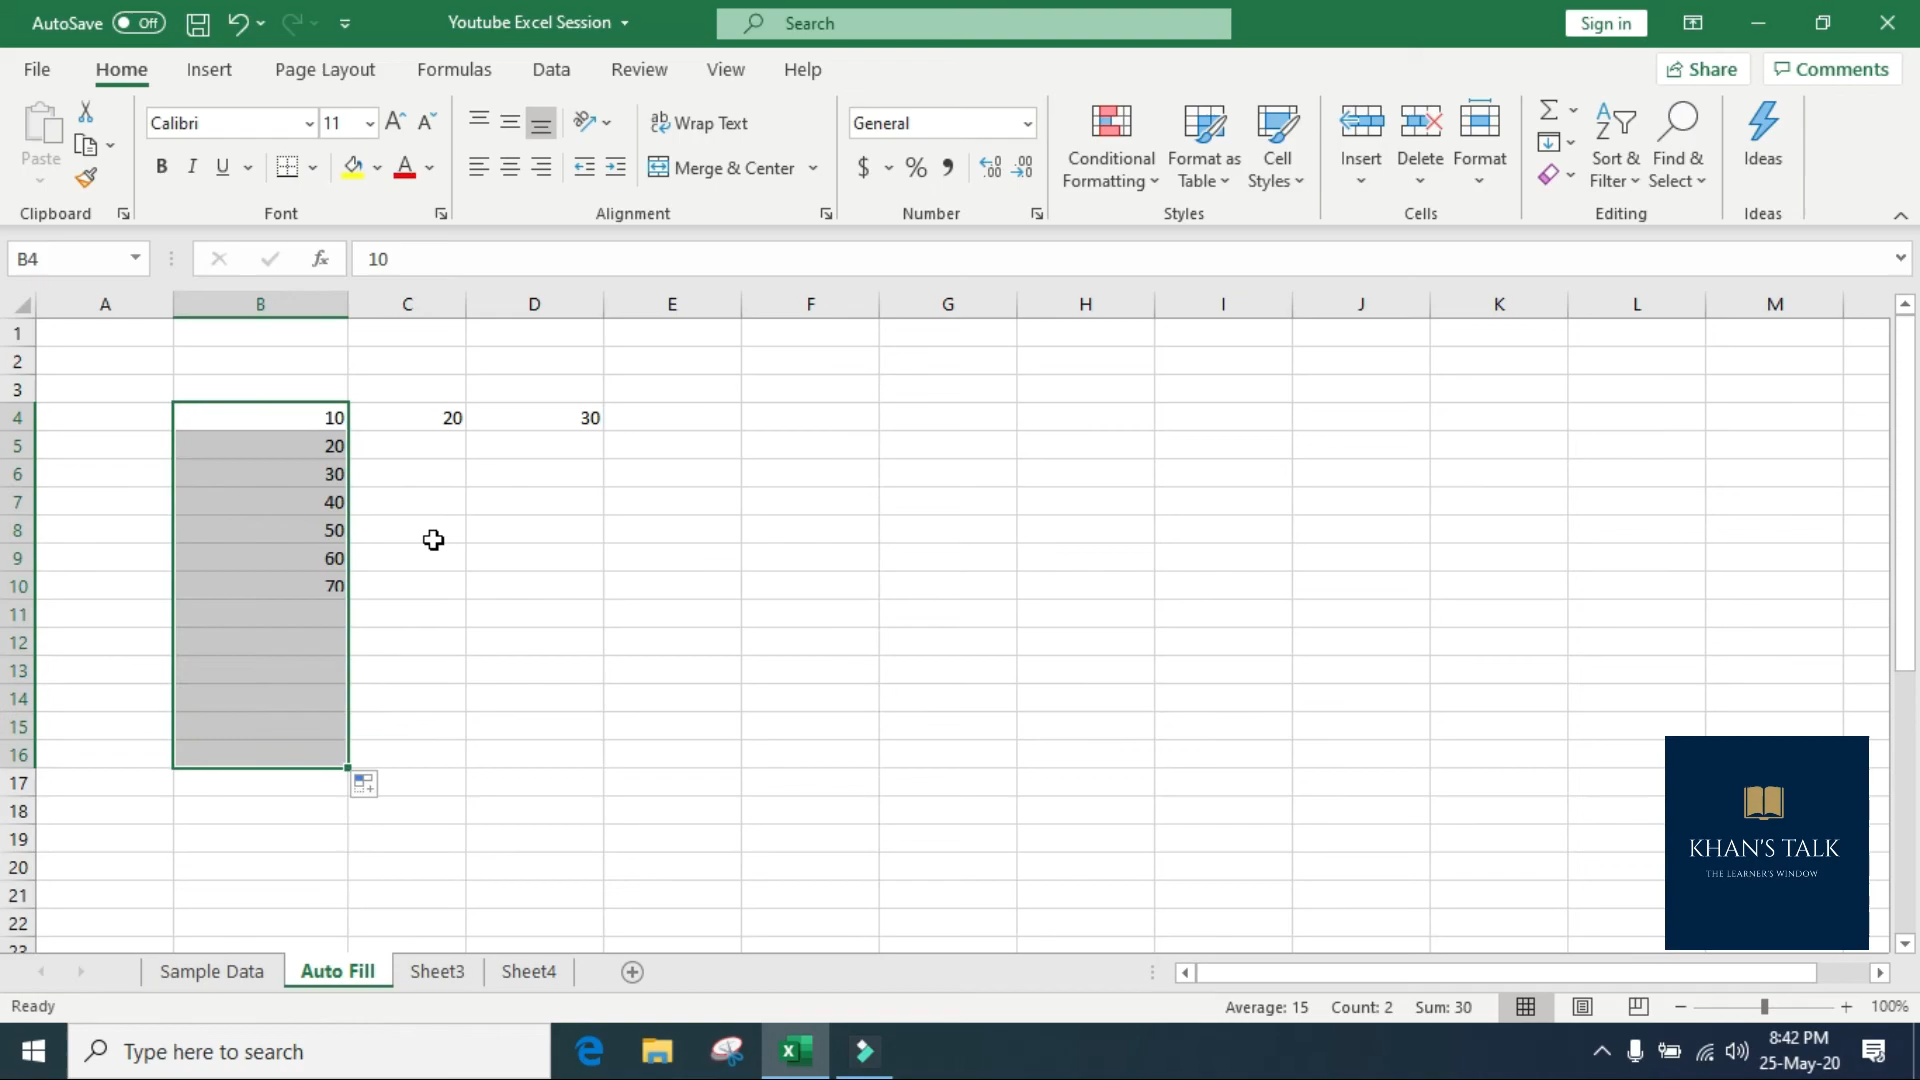 AutoSave Off Youtube Excel Session Search Sign in
File Home Insert Page Layout Formulas Data Review View Help Share Comments
Paste
Clipboard
Calibri 11
B I U A
Font
Wrap Text
Merge & Center
Alignment
General
$ %
Number
Conditional Formatting
Format as Table
Cell Styles
Styles
Insert Delete Format
Cells
Sort & Filter
Find & Select
Editing
Ideas
Ideas
B4 fx 10
A B C D E F G H I J K L M
1
2
3
4 10 20 30
5 20
6 30
7 40
8 50
9 60
10 70
11
12
13
14
15
16
17
18
19
20
21
22
23
KHAN'S TALK
THE LEARNER'S WINDOW
Sample Data Auto Fill Sheet3 Sheet4
Ready Average: 15 Count: 2 Sum: 30 100%
Type here to search
8:42 PM
25-May-20